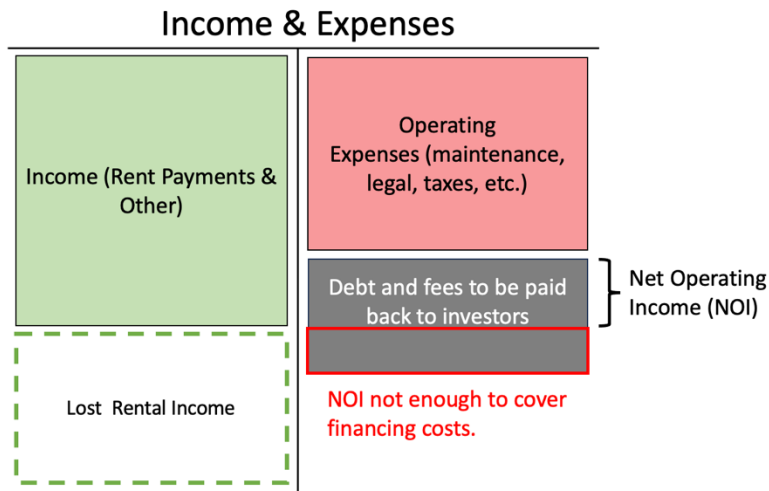 Income & Expenses
Income (Rent Payments &
Other)
Operating
Expenses (maintenance,
legal, taxes, etc.)
Debt and fees to be paid
back to investors
Net Operating
Income (NOI)
Lost Rental Income
NOI not enough to cover
financing costs.